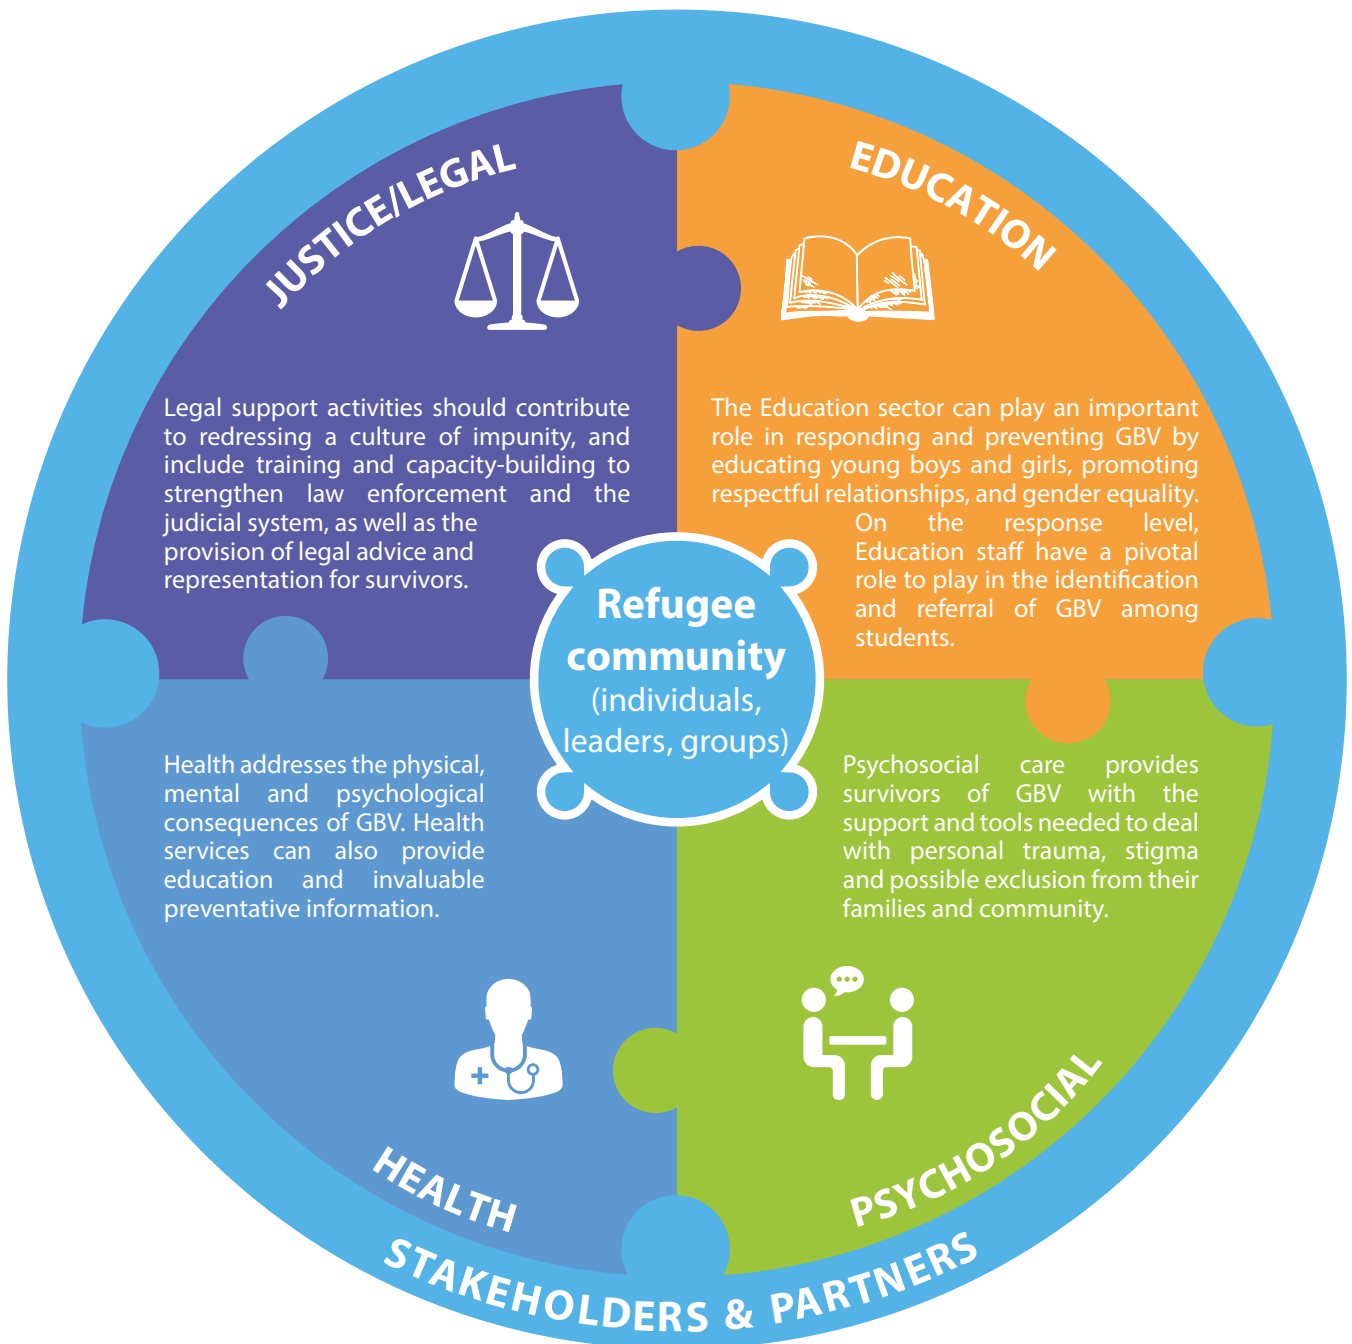 JUSTICE/LEGAL
Legal support activities should contribute
to redressing a culture of impunity, and
include training and capacity-building to
strengthen law enforcement and the
judicial system, as well as the
provision of legal advice and
representation for survivors.
EDUCATION
The Education sector can play an important
role in responding and preventing GBV by
educating young boys and girls, promoting
respectful relationships, and gender equality.
On the response level,
Education staff have a pivotal
role to play in the identification
and referral of GBV among
students.
Refugee
community
(individuals,
leaders, groups)
Health addresses the physical,
mental and psychological
consequences of GBV. Health
services can also provide
education and invaluable
preventative information.
HEALTH
Psychosocial care provides
survivors of GBV with the
support and tools needed to deal
with personal trauma, stigma
and possible exclusion from their
families and community.
PSYCHOSOCIAL
STAKEHOLDERS & PARTNERS